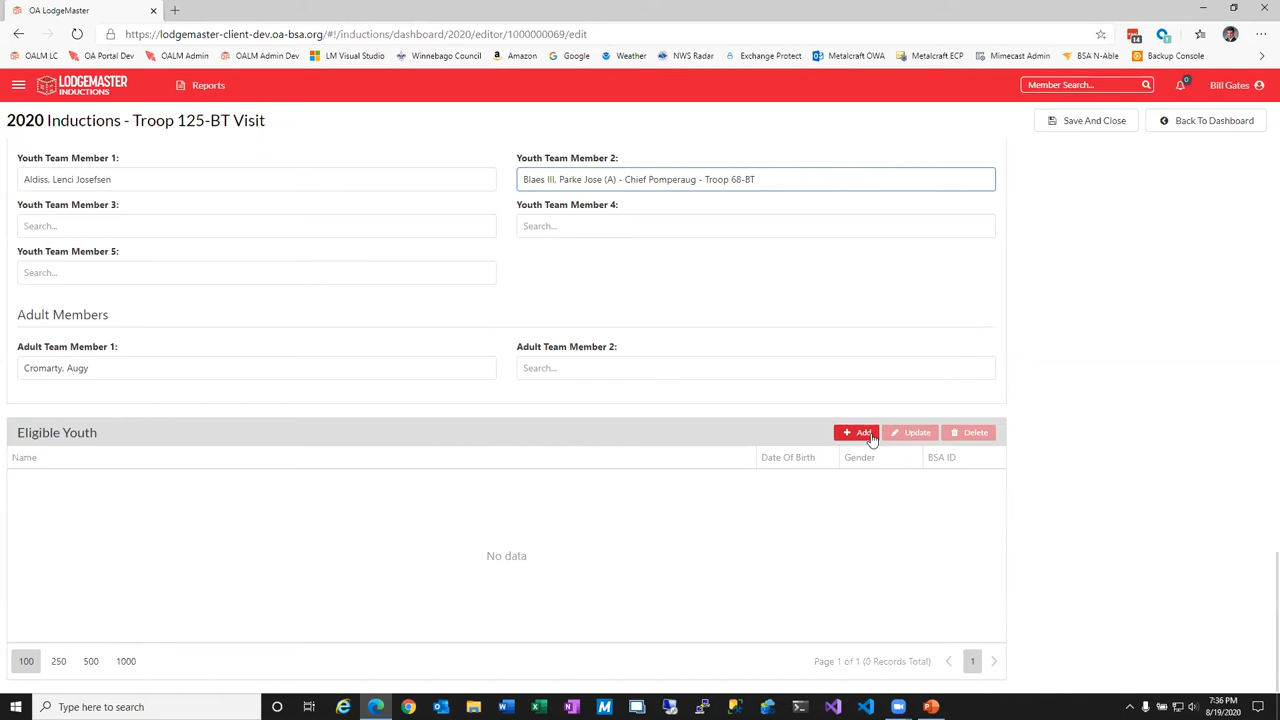 OA LodgeMaster
https://lodgemaster-client-dev.oa-bsa.org/#!/inductions/dashboard/2020/editor/1000000069/edit
14
OALM LC OA Portal Dev OALM Admin OALM Admin Dev LM Visual Studio Winnebago Council Amazon Google Weather NWS Radar Exchange Protect Metalcraft OWA Metalcraft ECP Mimecast Admin BSA N-Able Backup Console
LODGEMASTER
INDUCTIONS
Reports
Member Search...
0
Bill Gates
2020 Inductions - Troop 125-BT Visit
Save And Close
Back To Dashboard
Youth Team Member 1: Youth Team Member 2:
Aldiss, Lenci Josefsen Blaes III, Parke Jose (A) - Chief Pomperaug - Troop 68-BT
Youth Team Member 3: Youth Team Member 4:
Search... Search...
Youth Team Member 5:
Search...
Adult Members
Adult Team Member 1: Adult Team Member 2:
Cromarty, Augy Search...
Eligible Youth
Add Update Delete
Name Date Of Birth Gender BSA ID
No data
100 250 500 1000 Page 1 of 1 (0 Records Total) 1
Type here to search
7:36 PM
8/19/2020